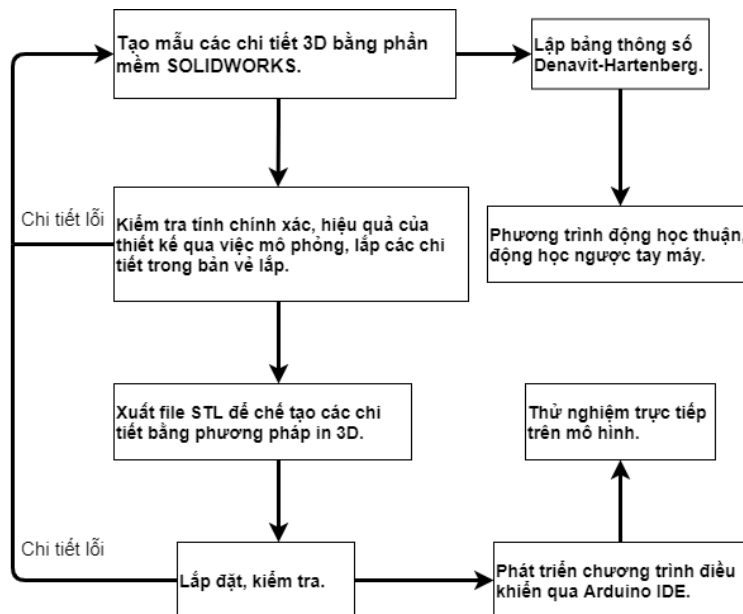 Tạo mẫu các chi tiết 3D bằng phần
mềm SOLIDWORKS.
Lập bảng thông số
Denavit-Hartenberg.
Chi tiết lỗi
Kiểm tra tính chính xác, hiệu quả của
thiết kế qua việc mô phỏng, lắp các chi
tiết trong bản vẽ lắp.
Phương trình động học thuận,
động học ngược tay máy.
Xuất file STL để chế tạo các chi
tiết bằng phương pháp in 3D.
Thử nghiệm trực tiếp
trên mô hình.
Chi tiết lỗi
Lắp đặt, kiểm tra.
Phát triển chương trình điều
khiển qua Arduino IDE.